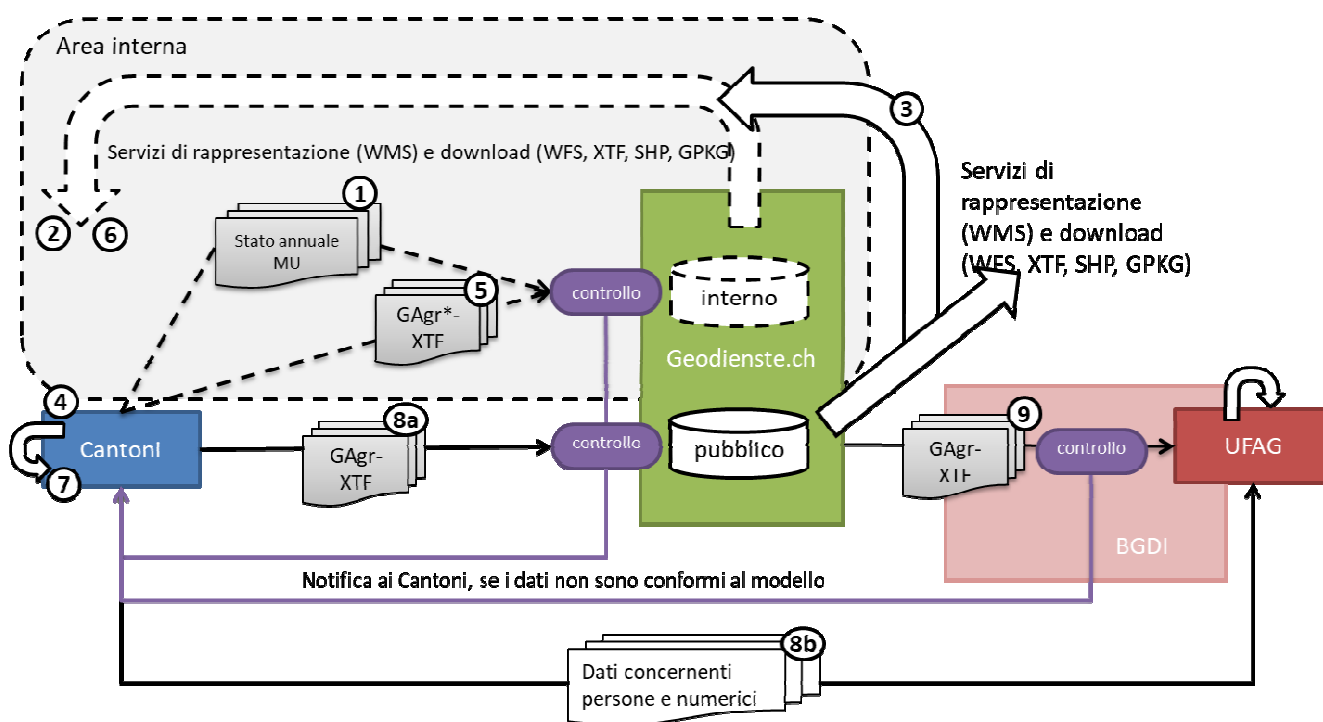 Area interna
3
Servizi di rappresentazione (WMS) e download (WFS, XTF, SHP, GPKG)
Servizi di
rappresentazione
(WMS) e download
(WFS, XTF, SHP, GPKG)
1
2
6
Stato annuale
MU
5
GAgr*-
XTF
controllo
interno
Geodienste.ch
4
Cantoni
7
8a
GAgr-
XTF
controllo
pubblico
9
GAgr-
XTF
controllo
UFAG
BGDI
Notifica ai Cantoni, se i dati non sono conformi al modello
8b
Dati concernenti
persone e numerici